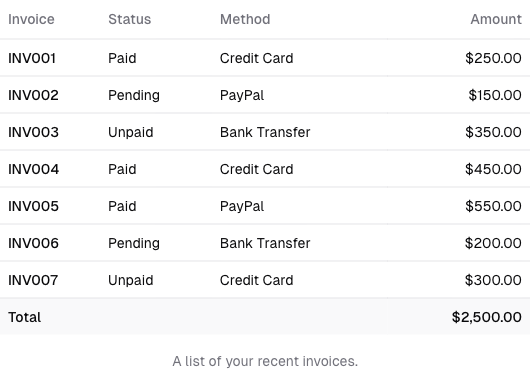 Invoice Status Method Amount
INV001 Paid Credit Card $250.00
INV002 Pending PayPal $150.00
INV003 Unpaid Bank Transfer $350.00
INV004 Paid Credit Card $450.00
INV005 Paid PayPal $550.00
INV006 Pending Bank Transfer $200.00
INV007 Unpaid Credit Card $300.00
Total $2,500.00
A list of your recent invoices.